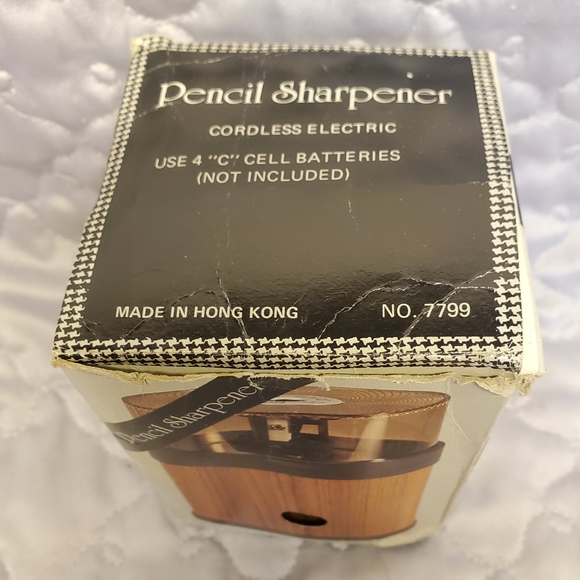 Pencil Sharpener
CORDLESS ELECTRIC
USE 4 "C" CELL BATTERIES
(NOT INCLUDED)
MADE IN HONG KONG NO. 7799
Pencil Sharpener